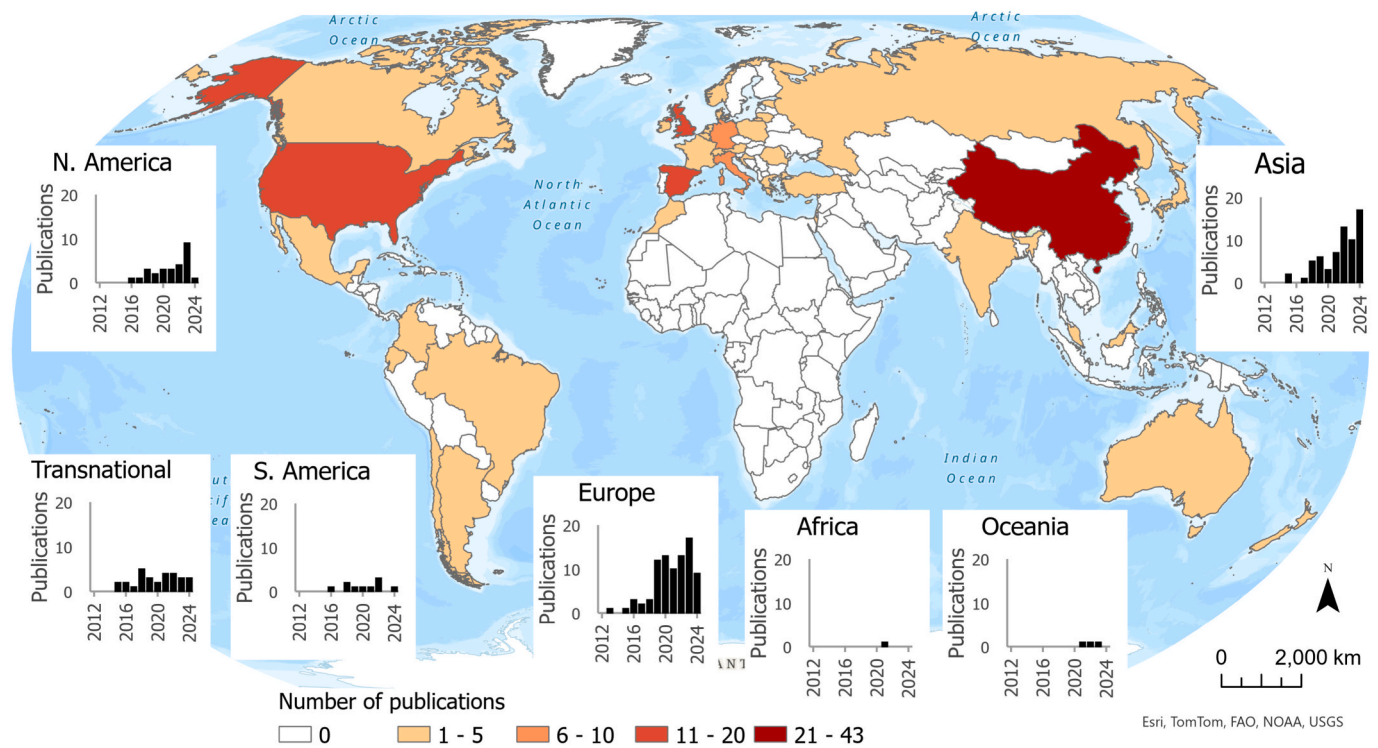 Arctic
Ocean
Arctic
Ocean
N. America
Publications
20
10
0
2012
2016
2020
2024
North
Atlantic
Ocean
Asia
Publications
20
10
0
2012
2016
2020
2024
Transnational
Publications
20
10
0
2012
2016
2020
2024
S. America
Publications
20
10
0
2012
2016
2020
2024
Europe
Publications
20
10
0
2012
2016
2020
2024
Indian
Ocean
Africa
Publications
20
10
0
2012
2016
2020
2024
Oceania
Publications
20
10
0
2012
2016
2020
2024
N
0 2,000 km
Number of publications
0 1 - 5 6 - 10 11 - 20 21 - 43
Esri, TomTom, FAO, NOAA, USGS